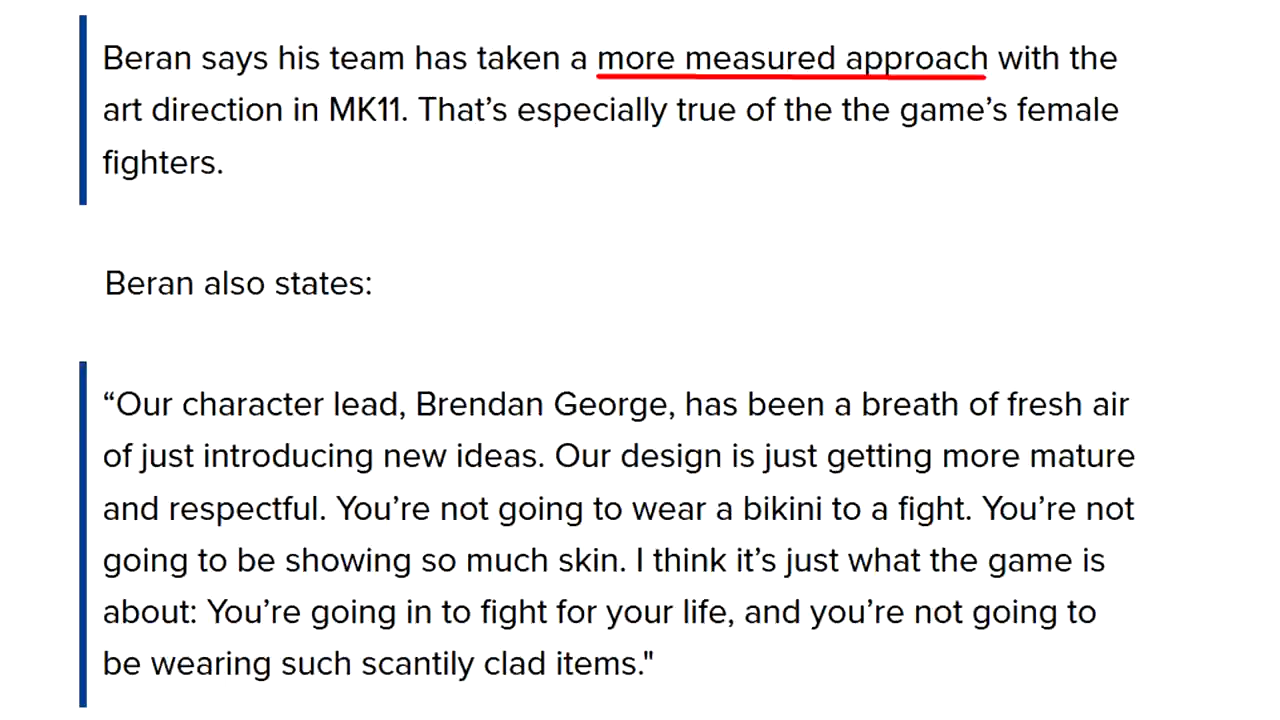 Beran says his team has taken a more measured approach with the
art direction in MK11. That’s especially true of the the game’s female
fighters.
Beran also states:
“Our character lead, Brendan George, has been a breath of fresh air
of just introducing new ideas. Our design is just getting more mature
and respectful. You’re not going to wear a bikini to a fight. You’re not
going to be showing so much skin. I think it’s just what the game is
about: You’re going in to fight for your life, and you’re not going to
be wearing such scantily clad items."